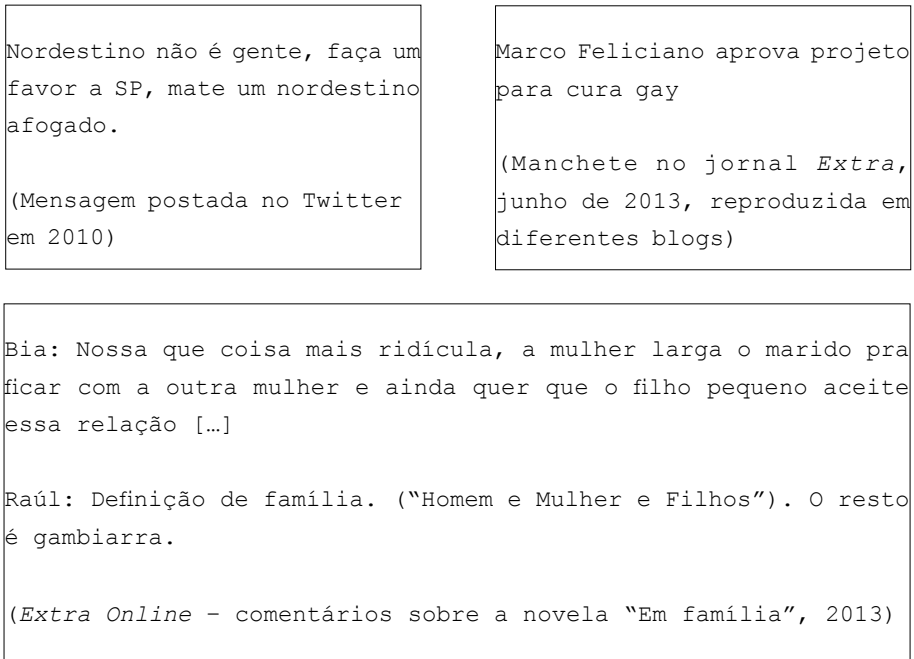 Nordestino não é gente, faça um
favor a SP, mate um nordestino
afogado.
(Mensagem postada no Twitter
em 2010)
Marco Feliciano aprova projeto
para cura gay
(Manchete no jornal Extra,
junho de 2013, reproduzida em
diferentes blogs)
Bia: Nossa que coisa mais ridícula, a mulher larga o marido pra
ficar com a outra mulher e ainda quer que o filho pequeno aceite
essa relação […]
Raúl: Definição de família. (“Homem e Mulher e Filhos”). O resto
é gambiarra.
(Extra Online – comentários sobre a novela “Em família”, 2013)